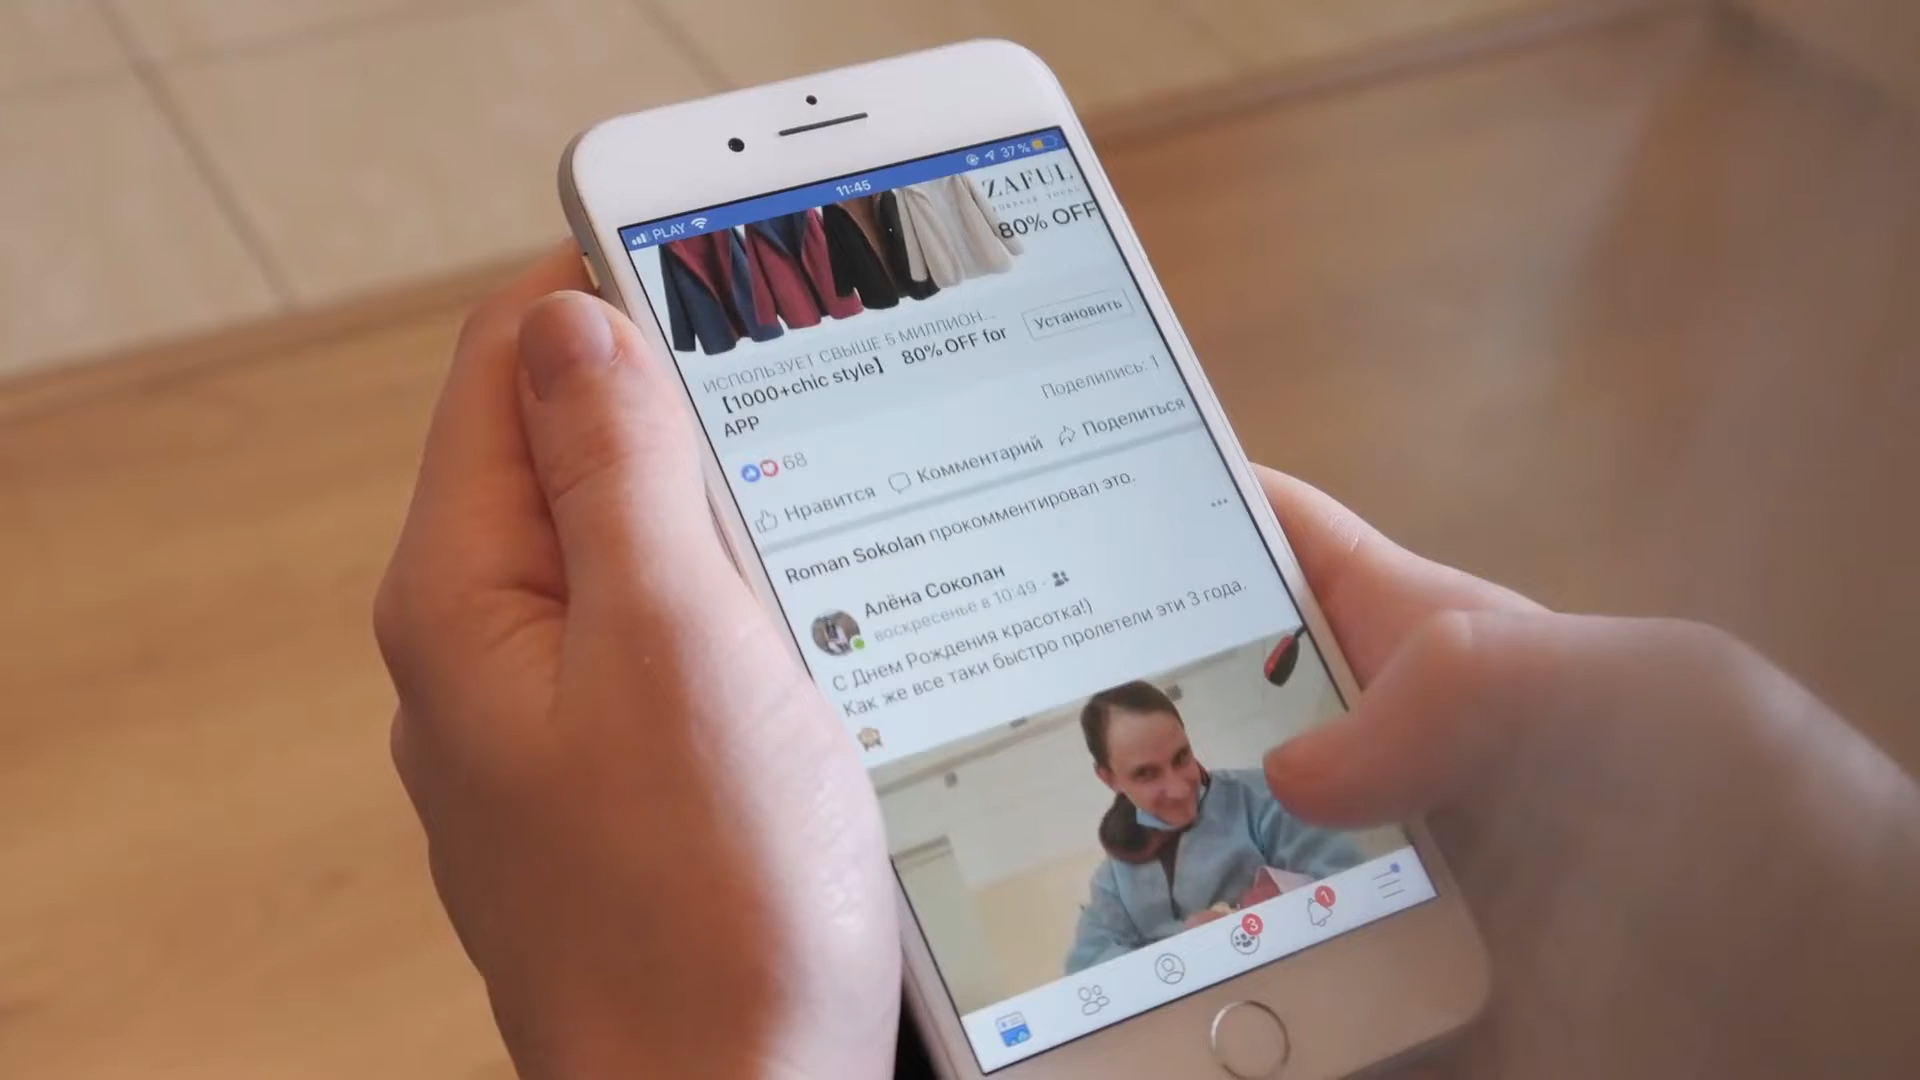 PLAY
11:45
37 %
ZAFUL
80% OFF
ИСПОЛЬЗУЕТ СВЫШЕ 5 МИЛЛИОН...
【1000+chic style】 80% OFF for
APP
Установить
68
Поделились: 1
Нравится
Комментарий
Поделиться
Roman Sokolan прокомментировал это.
Алёна Соколан
воскресенье в 10:49 ·
С Днем Рождения красотка!)
Как же все таки быстро пролетели эти 3 года.
3
1